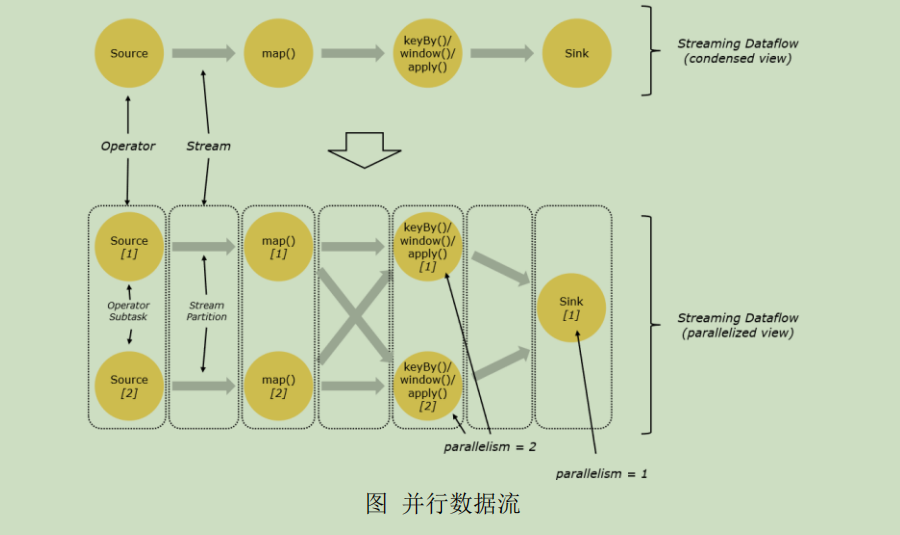 Source
map()
keyBy()/
window()/
apply()
Sink
Streaming Dataflow
(condensed view)
Operator
Stream
Source
[1]
map()
[1]
keyBy()/
window()/
apply()
[1]
Operator
Subtask
Stream
Partition
Sink
[1]
Streaming Dataflow
(parallelized view)
Source
[2]
map()
[2]
keyBy()/
window()/
apply()
[2]
parallelism = 2
parallelism = 1
图 并行数据流